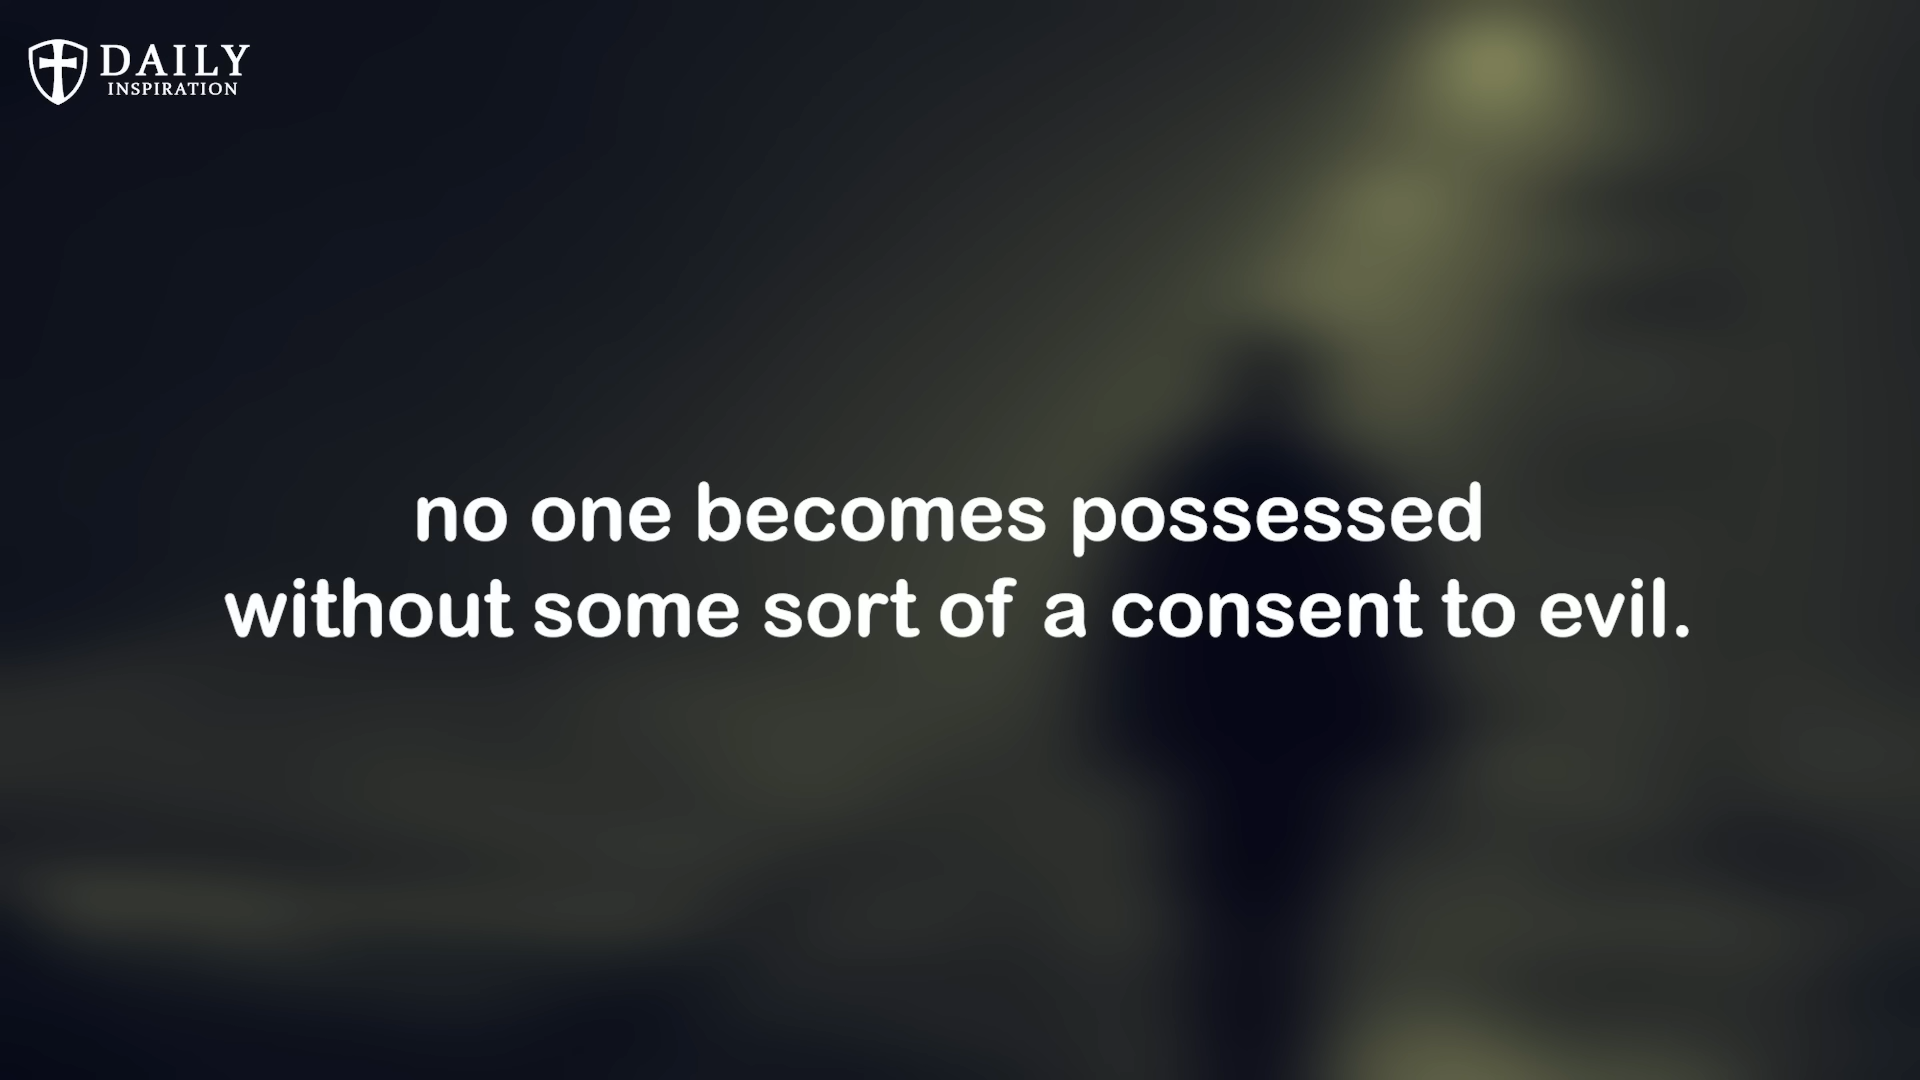 DAILY
INSPIRATION
no one becomes possessed
without some sort of a consent to evil.